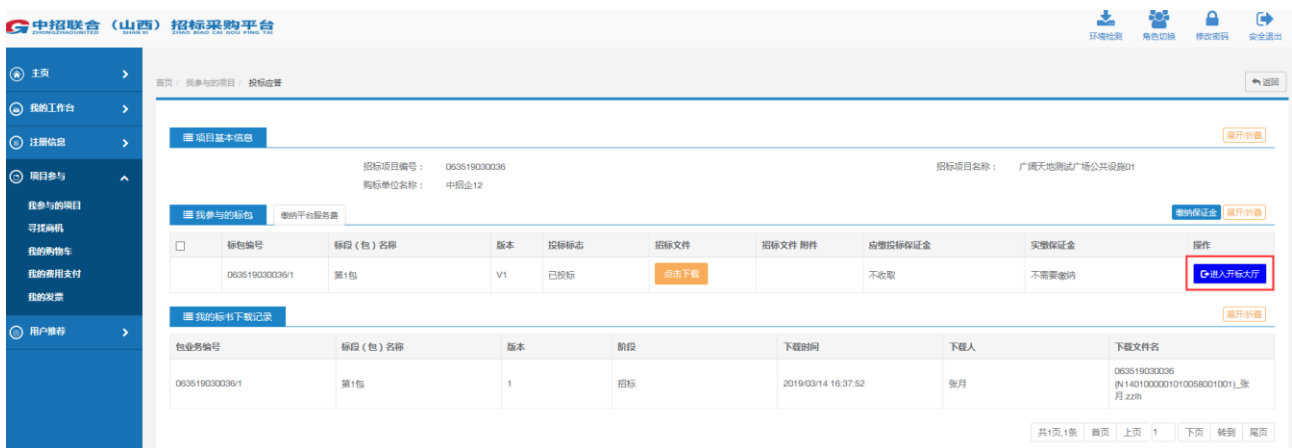 中招联合（山西）招标采购平台
ZHONGZHAOUNITED SHAN XI ZHAO BIAO CAI GOU PING TAI
环境检测 角色切换 修改密码 安全退出
主页
我的工作台
注册信息
项目参与
我参与的项目
寻找商机
我的购物车
我的费用支付
我的发票
用户推荐
首页 / 我参与的项目 / 投标应答
返回
项目基本信息 展开/折叠
招标项目编号： 063519030036 招标项目名称： 广阔天地测试广场公共设施01
购标单位名称： 中招企12
我参与的标包 缴纳平台服务费 缴纳保证金 展开/折叠
标包编号 标段（包）名称 版本 投标标志 招标文件 招标文件 附件 应缴投标保证金 实缴保证金 操作
063519030036/1 第1包 V1 已投标 点击下载 不收取 不需要缴纳 进入开标大厅
我的标书下载记录 展开/折叠
包业务编号 标段（包）名称 版本 阶段 下载时间 下载人 下载文件名
063519030036/1 第1包 1 招标 2019/03/14 16:37:52 张月 063519030036
(N1401000001010058001001)_张
月.zzlh
共1页,1条 首页 上页 1 下页 转到 尾页